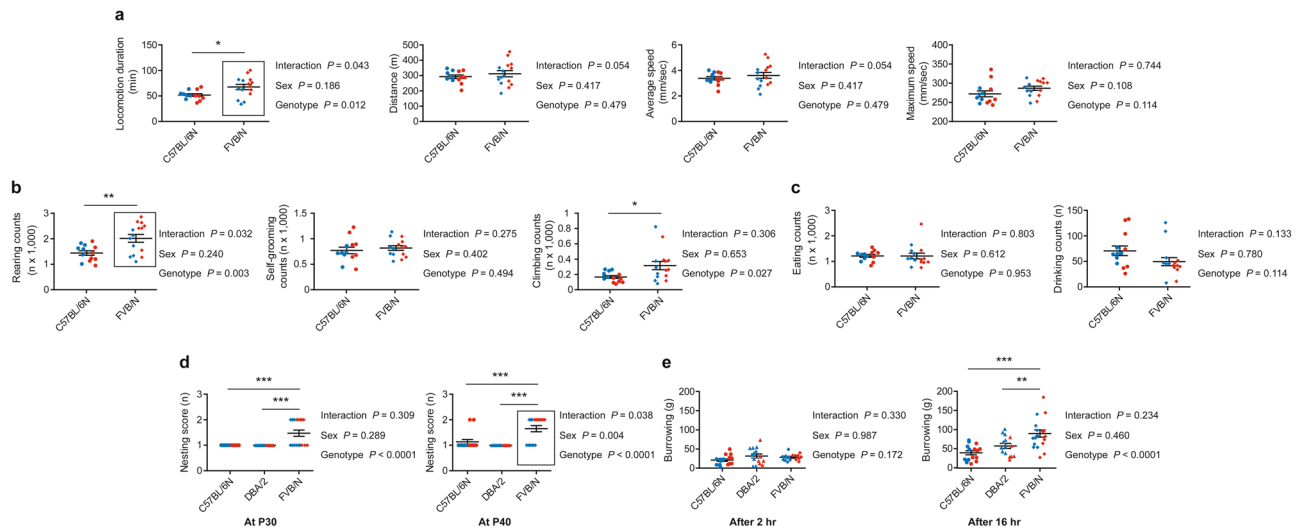 a
Locomotion duration
(min)
150
100
50
0
*
C57BL/6N
FVB/N
Interaction P = 0.043
Sex P = 0.186
Genotype P = 0.012
Distance (m)
500
400
300
200
100
0
C57BL/6N
FVB/N
Interaction P = 0.054
Sex P = 0.417
Genotype P = 0.479
Average speed
(mm/sec)
6
4
2
0
C57BL/6N
FVB/N
Interaction P = 0.054
Sex P = 0.417
Genotype P = 0.479
Maximum speed
(mm/sec)
400
350
300
250
200
C57BL/6N
FVB/N
Interaction P = 0.744
Sex P = 0.108
Genotype P = 0.114
b
Rearing counts
(n x 1,000)
3
2
1
0
**
C57BL/6N
FVB/N
Interaction P = 0.032
Sex P = 0.240
Genotype P = 0.003
Self-grooming
counts (n x 1,000)
1.5
1.0
0.5
0
C57BL/6N
FVB/N
Interaction P = 0.275
Sex P = 0.402
Genotype P = 0.494
Climbing counts
(n x 1,000)
1
0.8
0.6
0.4
0.2
0
*
C57BL/6N
FVB/N
Interaction P = 0.306
Sex P = 0.653
Genotype P = 0.027
c
Eating counts
(n x 1,000)
3
2
1
0
C57BL/6N
FVB/N
Interaction P = 0.803
Sex P = 0.612
Genotype P = 0.953
Drinking counts (n)
150
100
50
0
C57BL/6N
FVB/N
Interaction P = 0.133
Sex P = 0.780
Genotype P = 0.114
d
Nesting score (n)
3
2
1
0
***
***
C57BL/6N
DBA/2
FVB/N
Interaction P = 0.309
Sex P = 0.289
Genotype P < 0.0001
At P30
Nesting score (n)
3
2
1
0
***
***
C57BL/6N
DBA/2
FVB/N
Interaction P = 0.038
Sex P = 0.004
Genotype P < 0.0001
At P40
e
Burrowing (g)
200
150
100
50
0
C57BL/6N
DBA/2
FVB/N
Interaction P = 0.330
Sex P = 0.987
Genotype P = 0.172
After 2 hr
Burrowing (g)
200
150
100
50
0
***
**
C57BL/6N
DBA/2
FVB/N
Interaction P = 0.234
Sex P = 0.460
Genotype P < 0.0001
After 16 hr